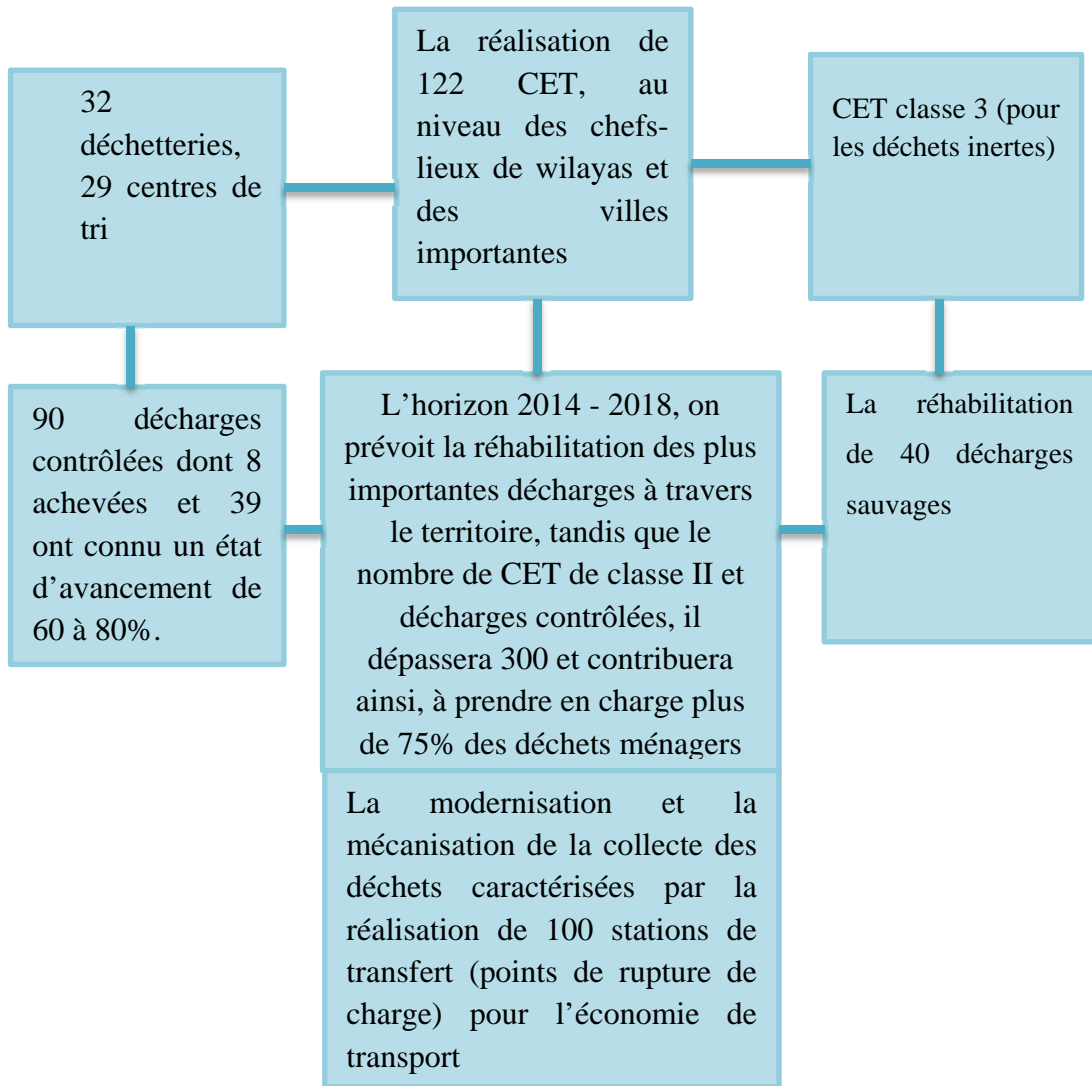 32
déchetteries,
29 centres de
tri
La réalisation de
122 CET, au
niveau des chefs-
lieux de wilayas et
des villes
importantes
CET classe 3 (pour
les déchets inertes)
90 décharges
contrôlées dont 8
achevées et 39
ont connu un état
d’avancement de
60 à 80%.
L’horizon 2014 - 2018, on
prévoit la réhabilitation des plus
importantes décharges à travers
le territoire, tandis que le
nombre de CET de classe II et
décharges contrôlées, il
dépassera 300 et contribuera
ainsi, à prendre en charge plus
de 75% des déchets ménagers
La réhabilitation
de 40 décharges
sauvages
La modernisation et la
mécanisation de la collecte des
déchets caractérisées par la
réalisation de 100 stations de
transfert (points de rupture de
charge) pour l’économie de
transport